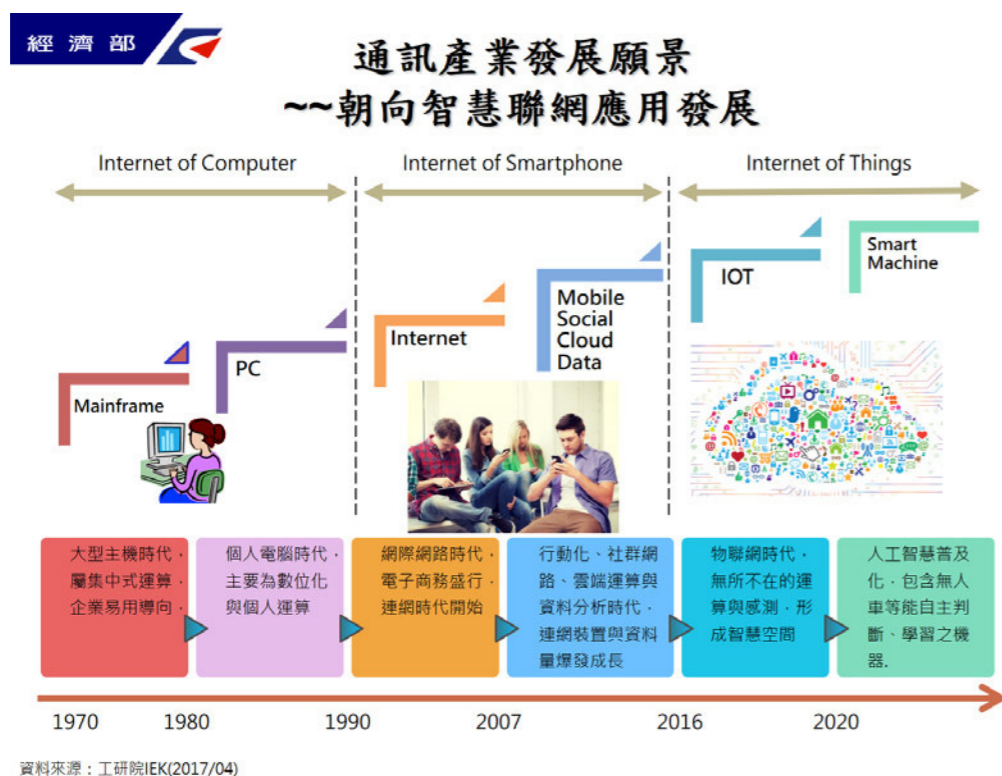 經濟部
通訊產業發展願景
~~朝向智慧聯網應用發展
Internet of Computer
Internet of Smartphone
Internet of Things
Mainframe
PC
Internet
Mobile
Social
Cloud
Data
IOT
Smart
Machine
大型主機時代，
屬集中式運算，
企業易用導向，
個人電腦時代，
主要為數位化
與個人運算
網際網路時代，
電子商務盛行，
連網時代開始
行動化、社群網
路、雲端運算與
資料分析時代，
連網裝置與資料
量爆發成長
物聯網時代，
無所不在的運
算與感測，形
成智慧空間
人工智慧普及
化，包含無人
車等能自主判
斷、學習之機
器.
1970
1980
1990
2007
2016
2020
資料來源：工研院IEK(2017/04)